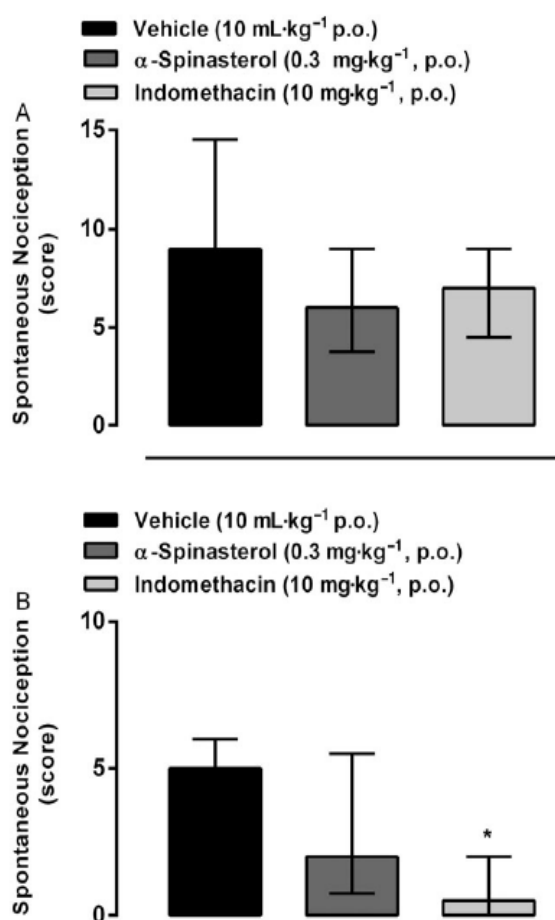 Vehicle (10 mL·kg⁻¹ p.o.)
α-Spinasterol (0.3 mg·kg⁻¹, p.o.)
Indomethacin (10 mg·kg⁻¹, p.o.)
A
Spontaneous Nociception
(score)
15
10
5
0
Vehicle (10 mL·kg⁻¹ p.o.)
α-Spinasterol (0.3 mg·kg⁻¹, p.o.)
Indomethacin (10 mg·kg⁻¹, p.o.)
B
Spontaneous Nociception
(score)
10
5
0
*